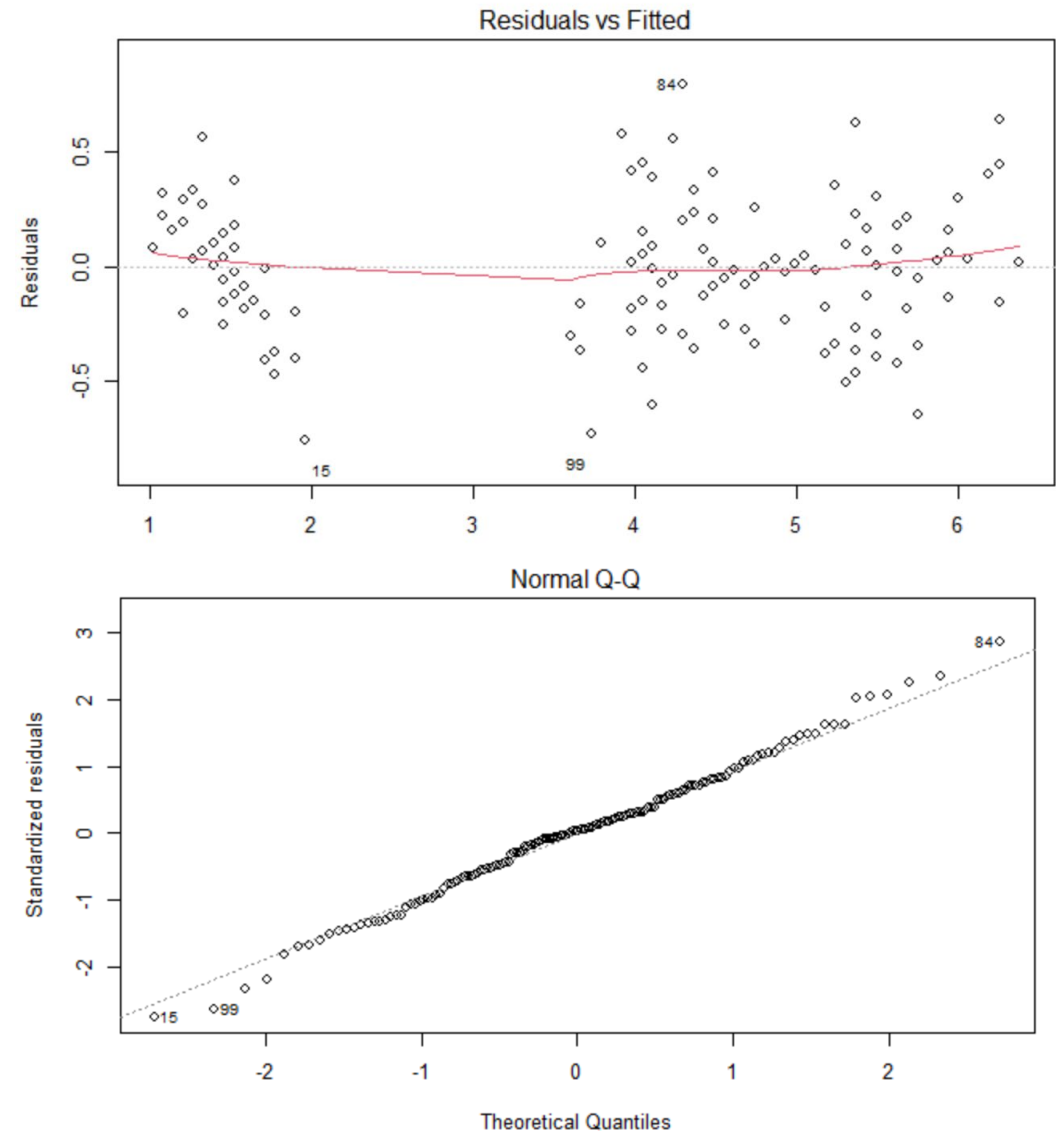 Residuals vs Fitted
84
0.5
0.0
-0.5
Residuals
15
99
1 2 3 4 5 6
Normal Q-Q
3
2
1
0
-1
-2
Standardized residuals
84
15
99
-2 -1 0 1 2
Theoretical Quantiles